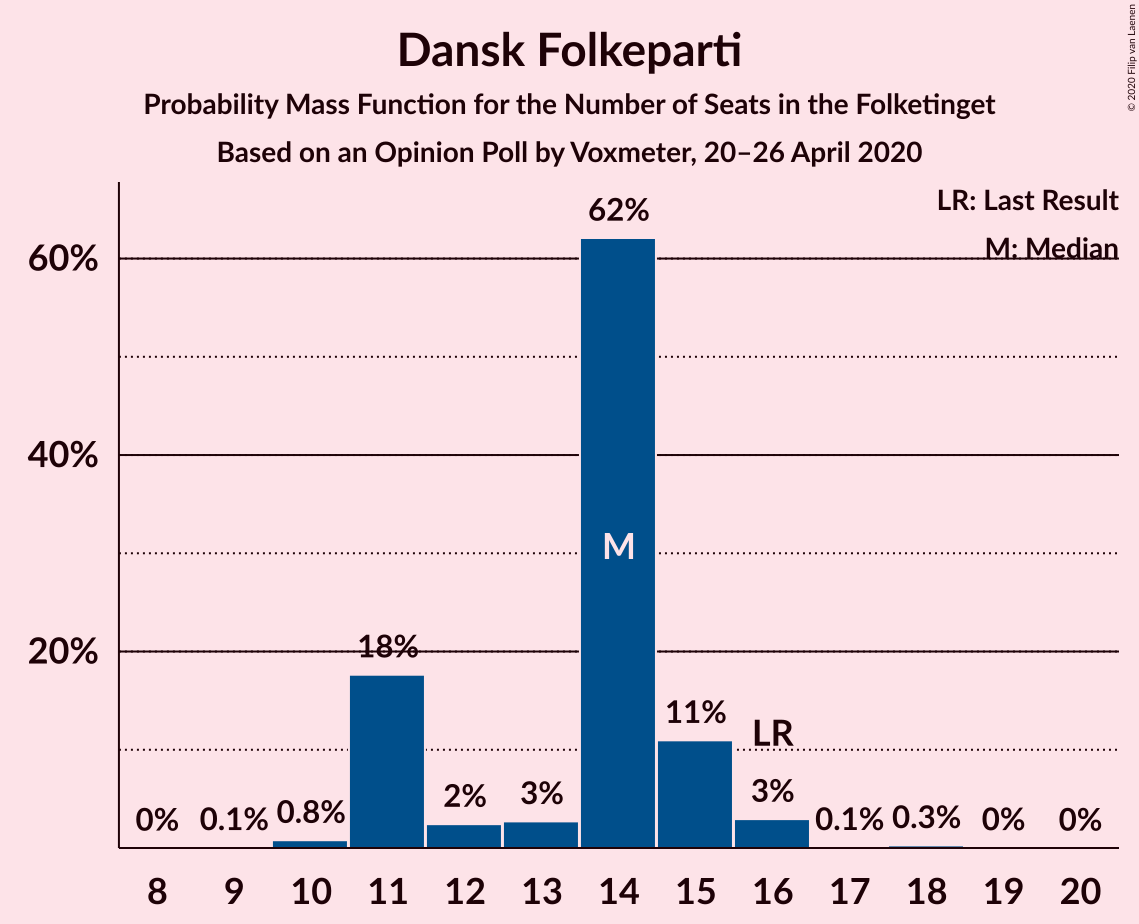 Dansk Folkeparti
Probability Mass Function for the Number of Seats in the Folketinget
Based on an Opinion Poll by Voxmeter, 20–26 April 2020
© 2020 Filip van Laenen
LR: Last Result
M: Median
60%
40%
20%
0%
0.1%
0.8%
18%
2%
3%
62%
M
11%
LR
3%
0.1%
0.3%
0%
0%
8 9 10 11 12 13 14 15 16 17 18 19 20